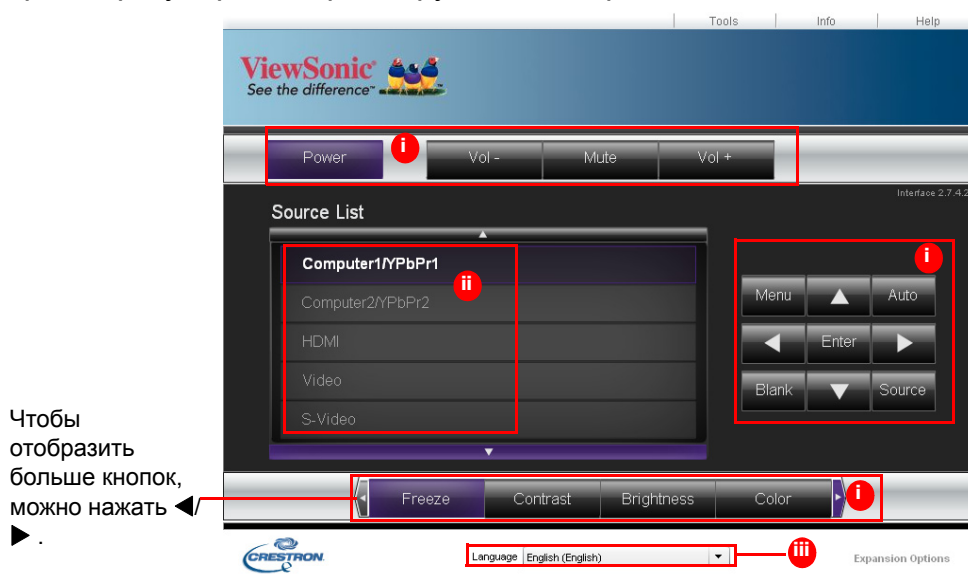 Tools Info Help
ViewSonic®
See the difference™
Power i Vol - Mute Vol +
Interface 2.7.4.2
Source List
Computer1/YPbPr1
ii
Computer2/YPbPr2
HDMI
Video
S-Video
i
Menu Auto
Enter
Blank Source
Чтобы
отобразить
больше кнопок,
можно нажать ◀/
▶ .
Freeze Contrast Brightness Color i
CRESTRON
Language English (English) iii
Expansion Options